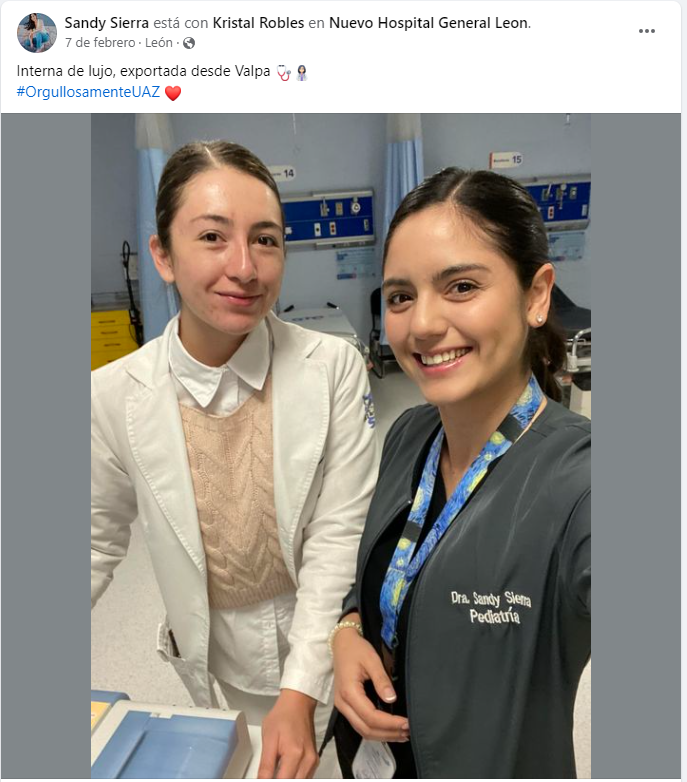 Sandy Sierra está con Kristal Robles en Nuevo Hospital General Leon.
7 de febrero · León ·
Interna de lujo, exportada desde Valpa
#OrgullosamenteUAZ
14
15
Dra. Sandy Sierra
Pediatría